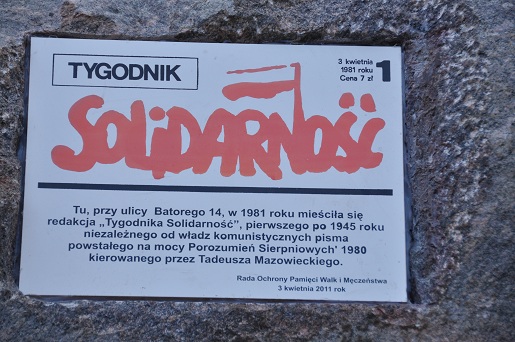 TYGODNIK
3 kwietnia
1981 roku
Cena 7 zł
1
SOLiDARNOŚĆ
Tu, przy ulicy Batorego 14, w 1981 roku mieściła się
redakcja „Tygodnika Solidarność”, pierwszego po 1945 roku
niezależnego od władz komunistycznych pisma
powstałego na mocy Porozumień Sierpniowych' 1980
kierowanego przez Tadeusza Mazowieckiego.
Rada Ochrony Pamięci Walk i Męczeństwa
3 kwietnia 2011 rok